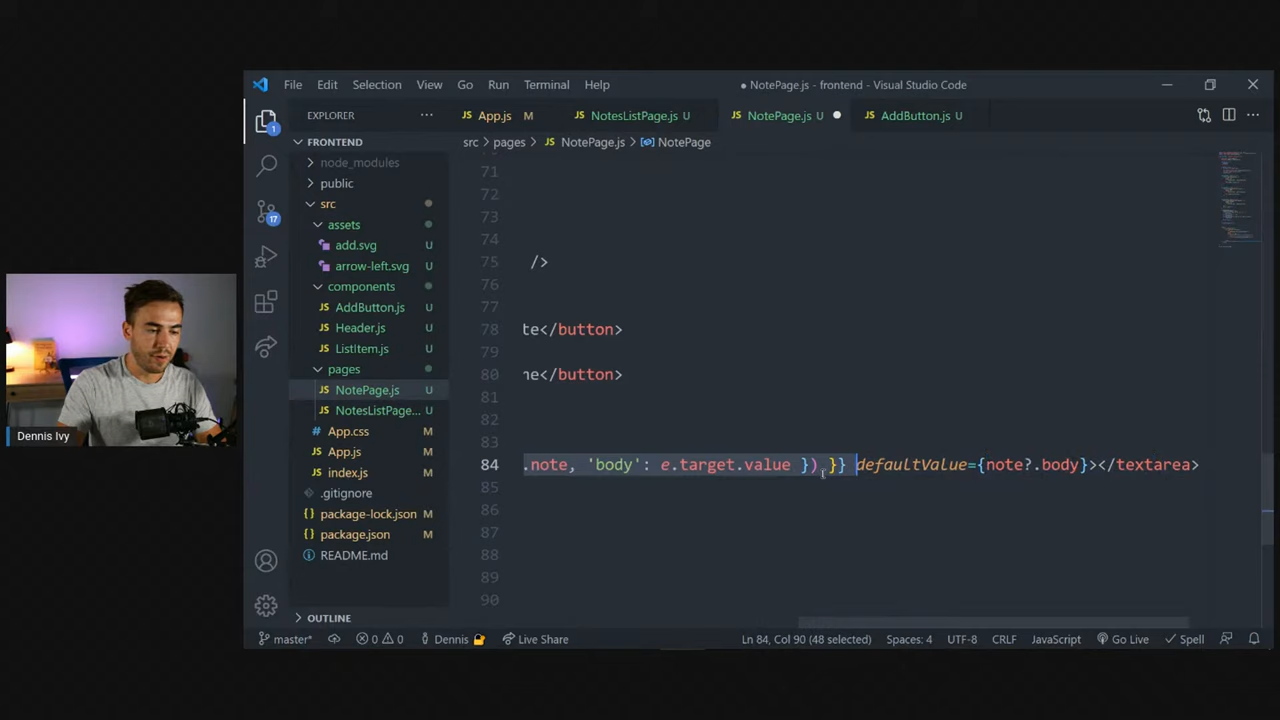 File Edit Selection View Go Run Terminal Help
● NotePage.js - frontend - Visual Studio Code
EXPLORER
App.js M
NotesListPage.js U
NotePage.js U
AddButton.js U
src > pages > JS NotePage.js > NotePage
FRONTEND
node_modules
public
src
assets
add.svg U
arrow-left.svg U
components
JS AddButton.js U
JS Header.js U
JS ListItem.js U
pages
JS NotePage.js U
JS NotesListPage... U
JS App.css M
JS App.js M
JS index.js M
.gitignore
package-lock.json M
package.json M
README.md
OUTLINE
1
17
71
72
73
74
75 />
76
77
78 te</button>
79
80 ne</button>
81
82
83
84 .note, 'body': e.target.value }) }} defaultValue={note?.body}></textarea>
85
86
87
88
89
90
Dennis Ivy
master* 0 0 Dennis Live Share Ln 84, Col 90 (48 selected) Spaces: 4 UTF-8 CRLF JavaScript Go Live Spell